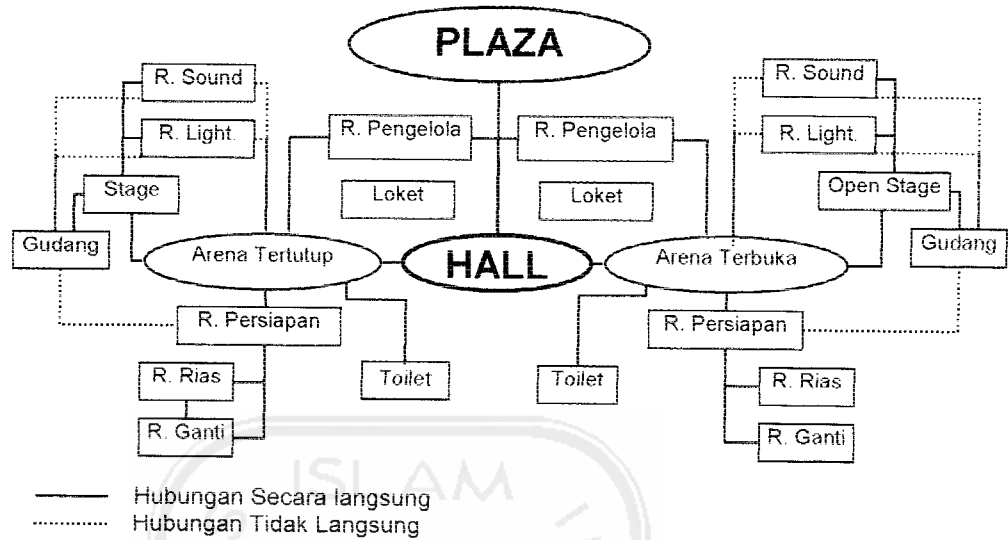 PLAZA
R. Sound
R. Sound
R. Pengelola
R. Pengelola
R. Light.
R. Light.
Stage
Loket
Loket
Open Stage
Gudang
Arena Tertutup
HALL
Arena Terbuka
Gudang
R. Persiapan
R. Persiapan
R. Rias
Toilet
Toilet
R. Rias
R. Ganti
R. Ganti
ISLAM
Hubungan Secara langsung
Hubungan Tidak Langsung